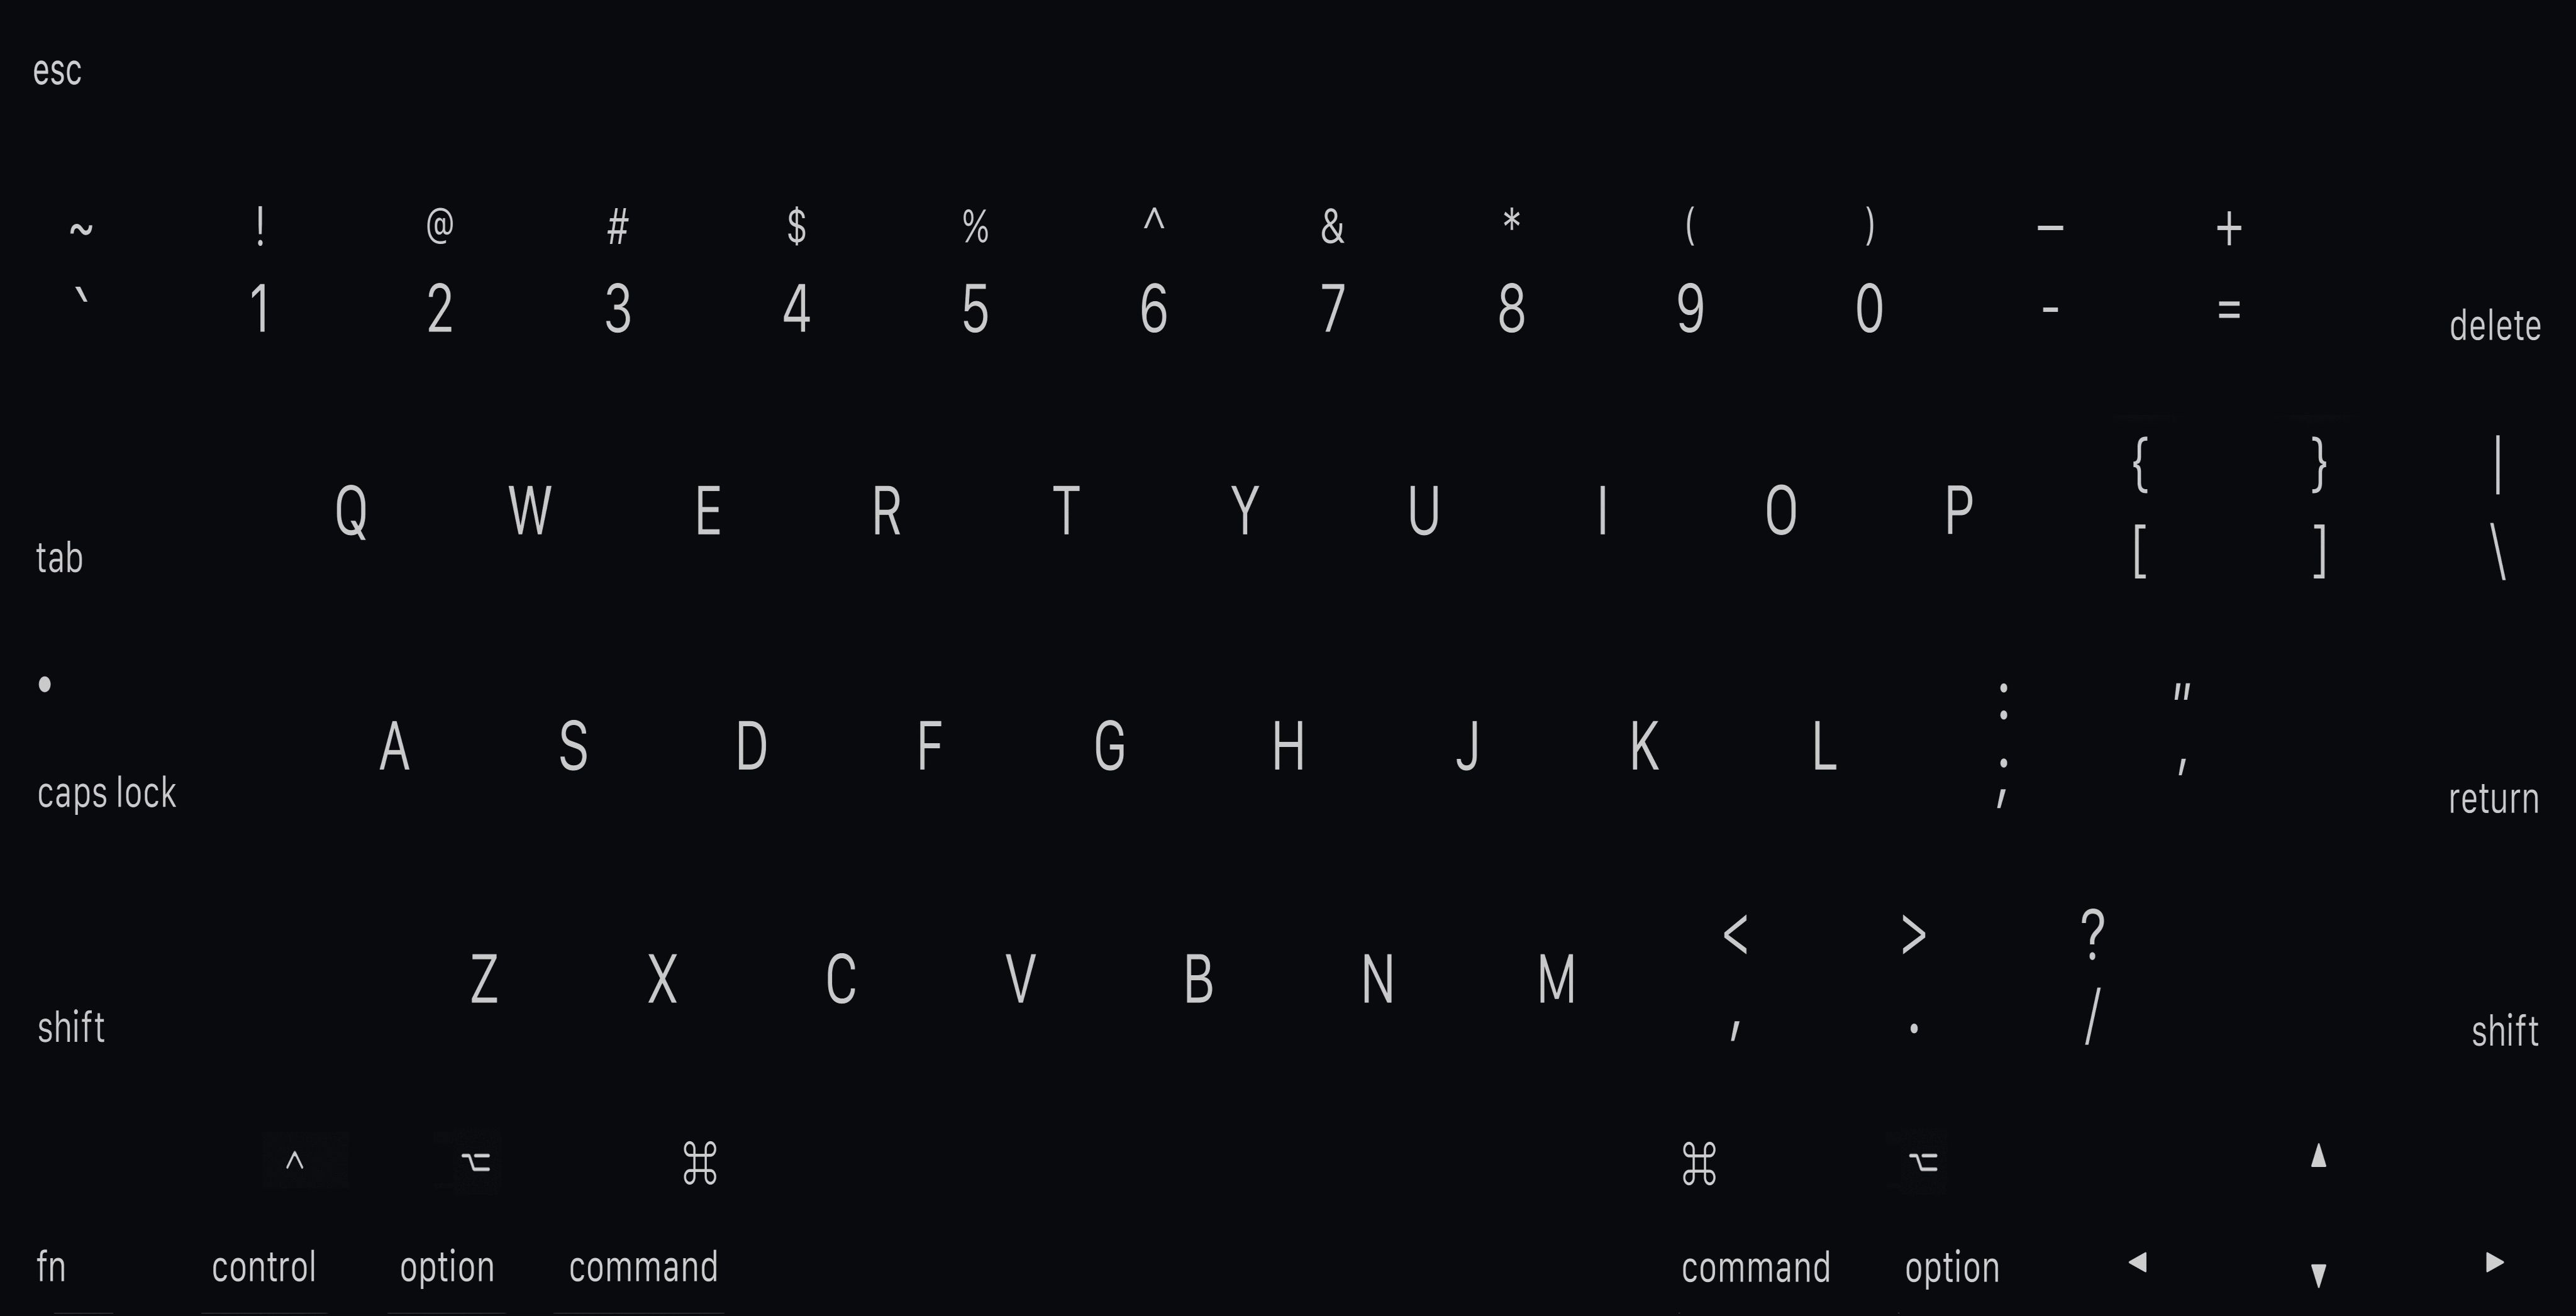 esc
~ ! @ # $ % ^ & * ( ) — +
` 1 2 3 4 5 6 7 8 9 0 - = delete
{ } |
tab Q W E R T Y U I O P [ ] \
• : "
caps lock A S D F G H J K L ; ' return
< > ?
shift Z X C V B N M , . / shift
^ ⌥ ⌘ ⌘ ⌥ ▲
fn control option command command option ◀ ▼ ▶